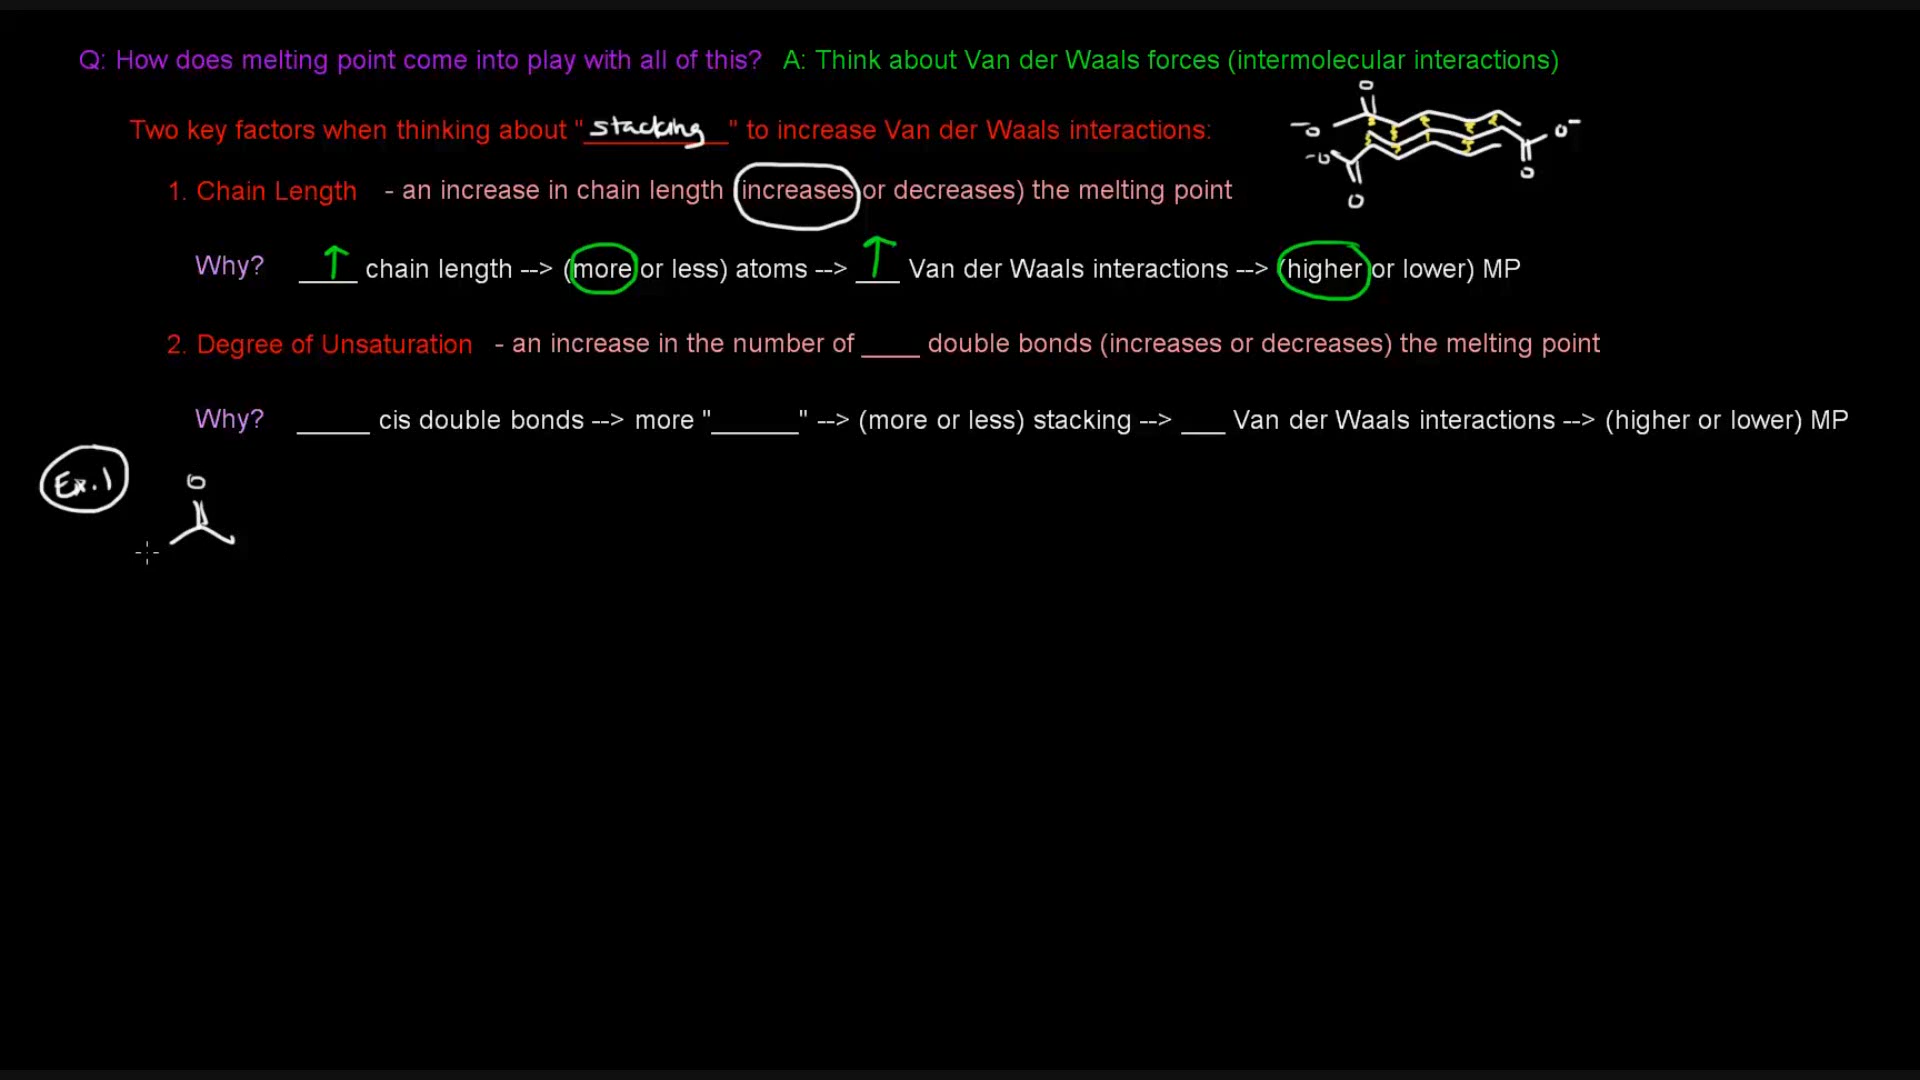 Q: How does melting point come into play with all of this? A: Think about Van der Waals forces (intermolecular interactions)
Two key factors when thinking about "stacking" to increase Van der Waals interactions:
1. Chain Length - an increase in chain length (increases or decreases) the melting point
Why? ____ ↑ chain length --> (more or less) atoms --> ___ ↑ Van der Waals interactions --> (higher or lower) MP
2. Degree of Unsaturation - an increase in the number of ____ double bonds (increases or decreases) the melting point
Why? _____ cis double bonds --> more "______" --> (more or less) stacking --> ___ Van der Waals interactions --> (higher or lower) MP
Ex. 1
O
-O
O
-O
O
O-
O